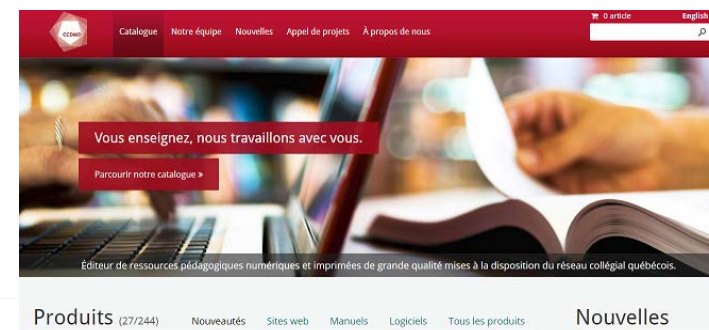 0 article English
CCDMD
Catalogue Notre équipe Nouvelles Appel de projets À propos de nous
Vous enseignez, nous travaillons avec vous.
Parcourir notre catalogue »
Éditeur de ressources pédagogiques numériques et imprimées de grande qualité mises à la disposition du réseau collégial québécois.
Produits (27/244) Nouveautés Sites web Manuels Logiciels Tous les produits Nouvelles